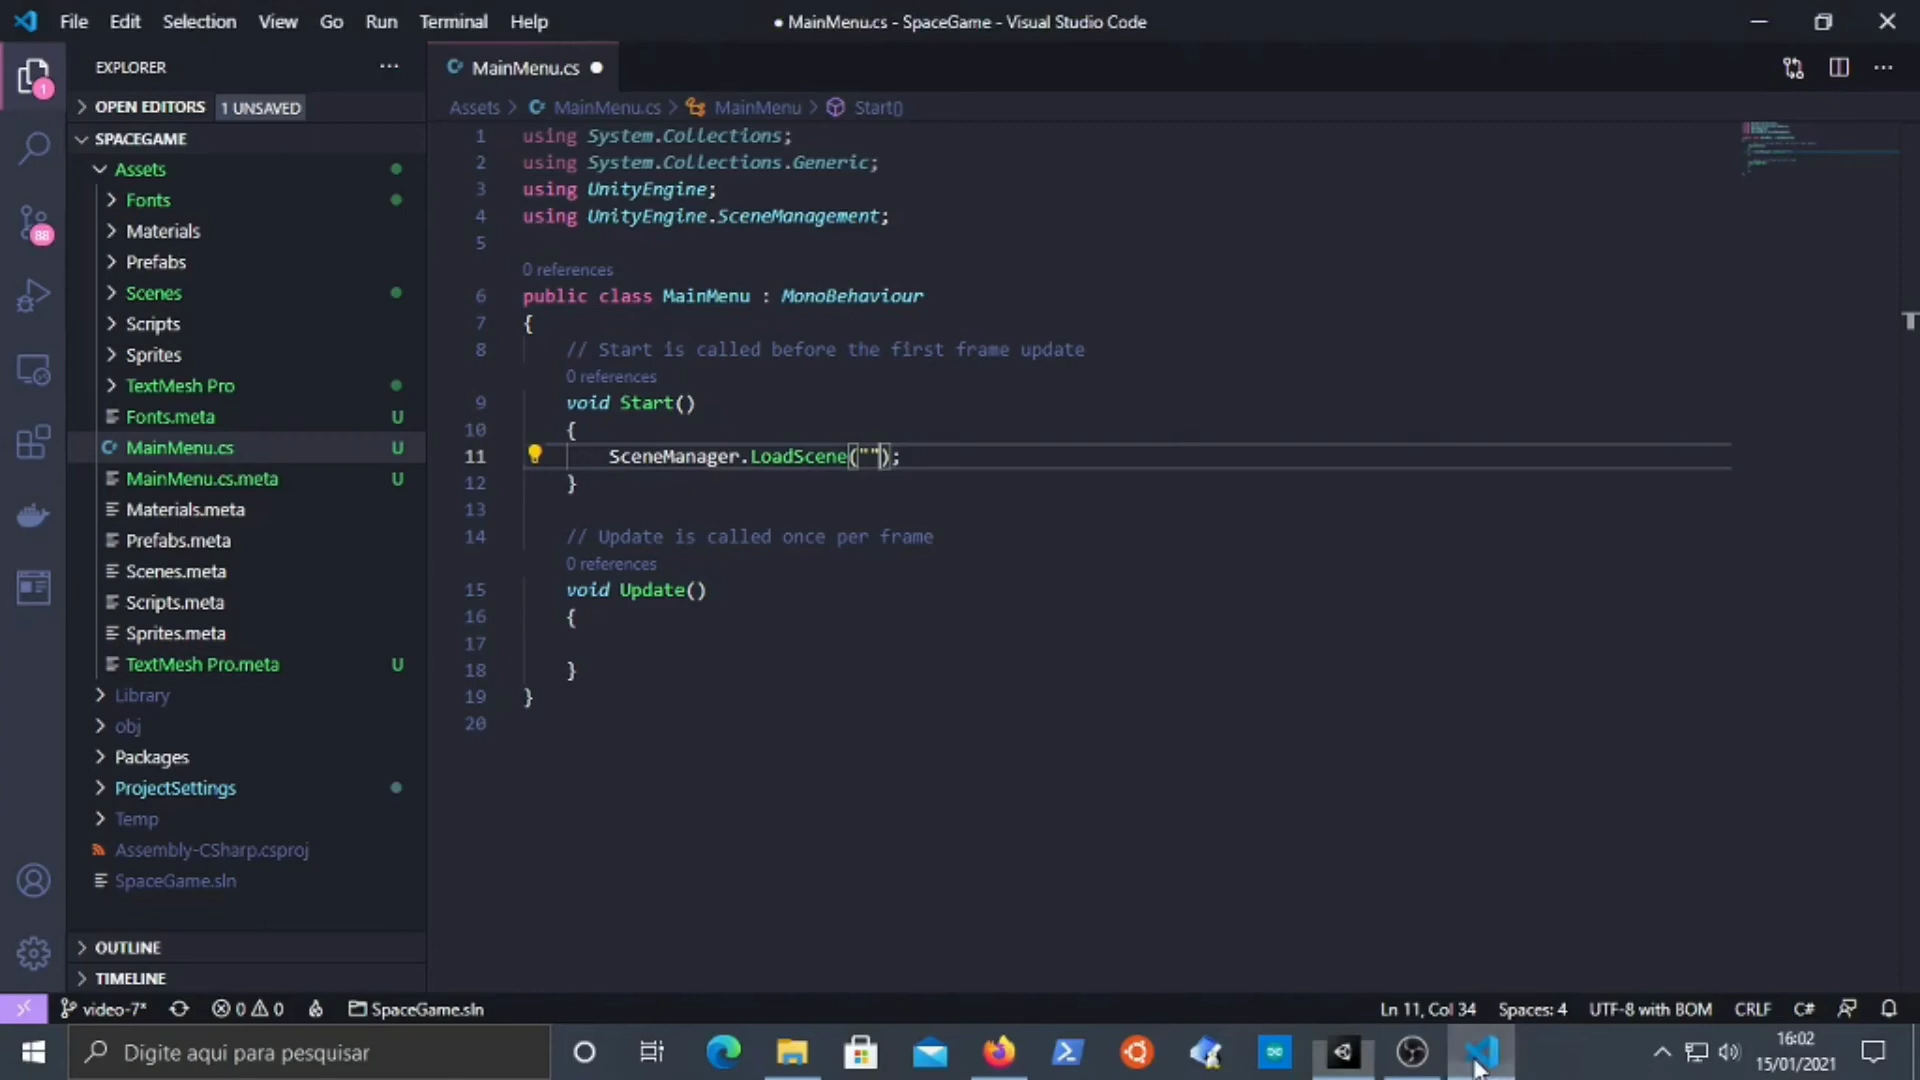 File Edit Selection View Go Run Terminal Help
● MainMenu.cs - SpaceGame - Visual Studio Code
EXPLORER
MainMenu.cs
OPEN EDITORS 1 UNSAVED
Assets > MainMenu.cs > MainMenu > Start()
SPACEGAME
Assets
Fonts
Materials
Prefabs
Scenes
Scripts
Sprites
TextMesh Pro
Fonts.meta U
MainMenu.cs U
MainMenu.cs.meta U
Materials.meta
Prefabs.meta
Scenes.meta
Scripts.meta
Sprites.meta
TextMesh Pro.meta U
Library
obj
Packages
ProjectSettings
Temp
Assembly-CSharp.csproj
SpaceGame.sln
OUTLINE
TIMELINE
1
88
1 using System.Collections;
2 using System.Collections.Generic;
3 using UnityEngine;
4 using UnityEngine.SceneManagement;
5
0 references
6 public class MainMenu : MonoBehaviour
7 {
8 // Start is called before the first frame update
0 references
9 void Start()
10 {
11 SceneManager.LoadScene("");
12 }
13
14 // Update is called once per frame
0 references
15 void Update()
16 {
17
18 }
19 }
20
video-7* 0 0 SpaceGame.sln
Ln 11, Col 34 Spaces: 4 UTF-8 with BOM CRLF C#
Digite aqui para pesquisar
16:02
15/01/2021